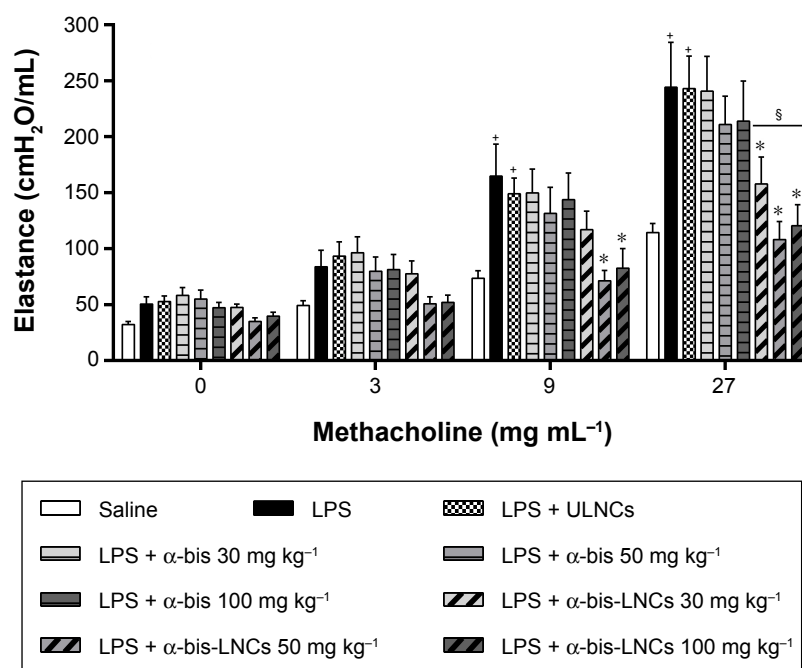 300
250
200
150
100
50
0
Elastance (cmH₂O/mL)
+
+
*
*
+
+
§
*
*
*
0 3 9 27
Methacholine (mg mL⁻¹)
Saline LPS LPS + ULNCs
LPS + α-bis 30 mg kg⁻¹ LPS + α-bis 50 mg kg⁻¹
LPS + α-bis 100 mg kg⁻¹ LPS + α-bis-LNCs 30 mg kg⁻¹
LPS + α-bis-LNCs 50 mg kg⁻¹ LPS + α-bis-LNCs 100 mg kg⁻¹